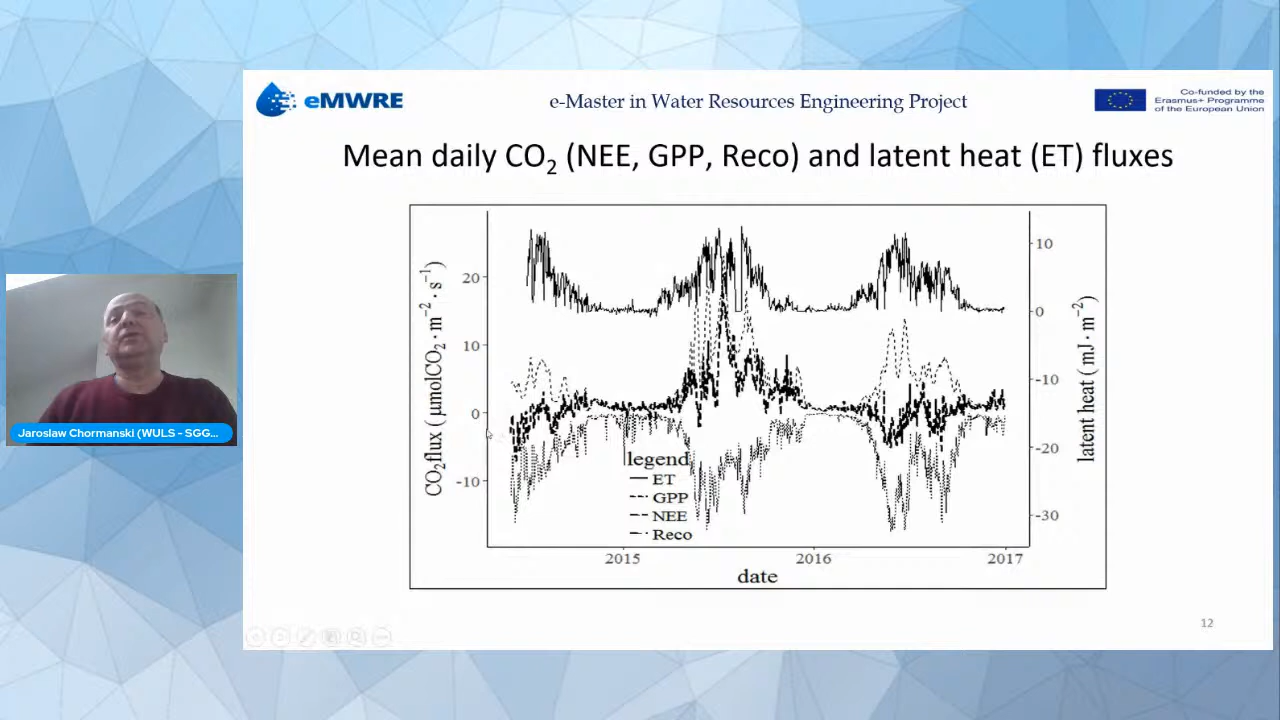 eMWRE
e-Master in Water Resources Engineering Project
Co-funded by the
Erasmus+ Programme
of the European Union
Mean daily CO2 (NEE, GPP, Reco) and latent heat (ET) fluxes
CO2flux ( μmolCO2 · m−2 · s−1)
20
10
0
-10
10
0
-10
-20
-30
latent heat ( mJ · m−2)
legend
ET
GPP
NEE
Reco
2015
2016
2017
date
12
Jaroslaw Chormanski (WULS - SGG...